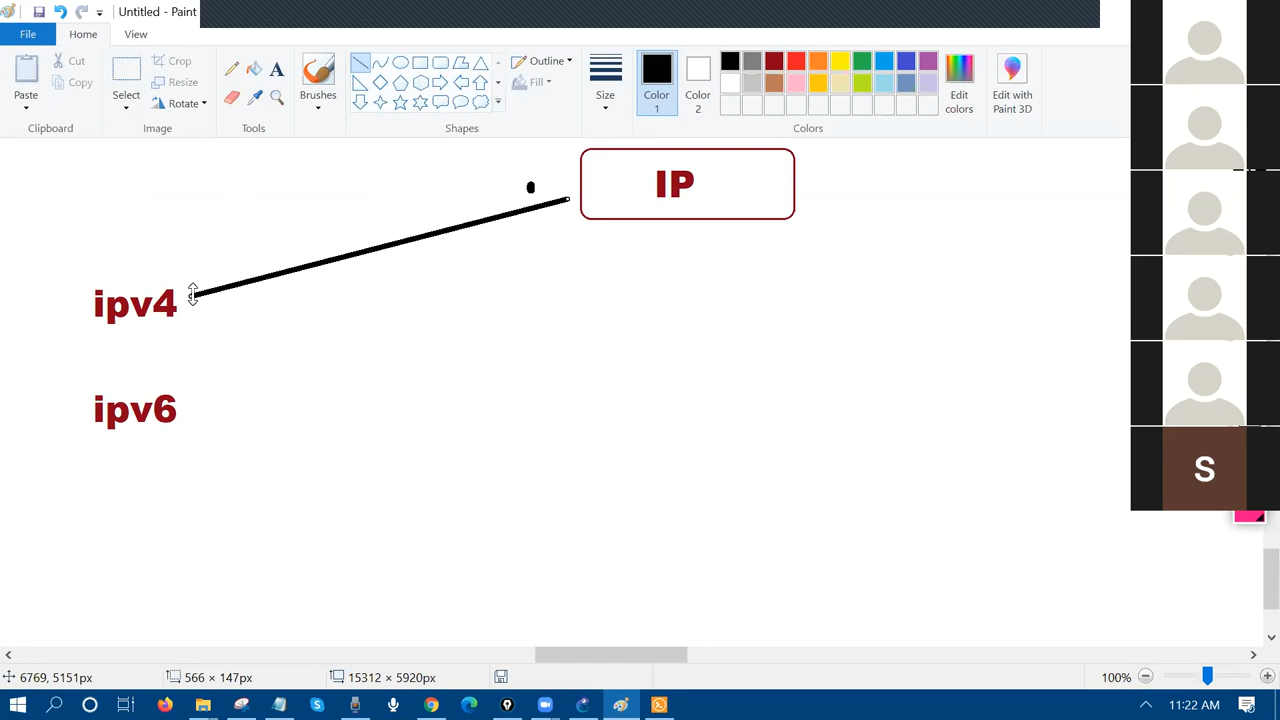 Untitled - Paint
File Home View
Paste
Cut
Copy
Clipboard
Select
Crop
Resize
Rotate
Image
Tools
Brushes
Shapes
Outline
Fill
Size
Color 1
Color 2
Colors
Edit colors
Edit with Paint 3D
IP
ipv4
ipv6
S
6769, 5151px
566 × 147px
15312 × 5920px
100%
11:22 AM